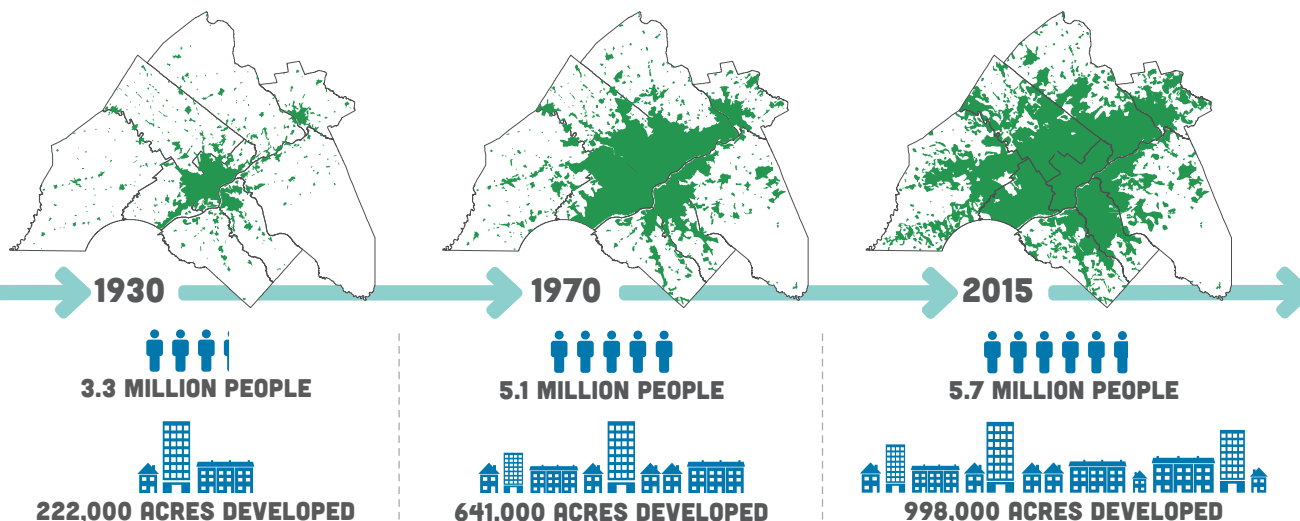 1930
3.3 MILLION PEOPLE
222,000 ACRES DEVELOPED
1970
5.1 MILLION PEOPLE
641,000 ACRES DEVELOPED
2015
5.7 MILLION PEOPLE
998,000 ACRES DEVELOPED